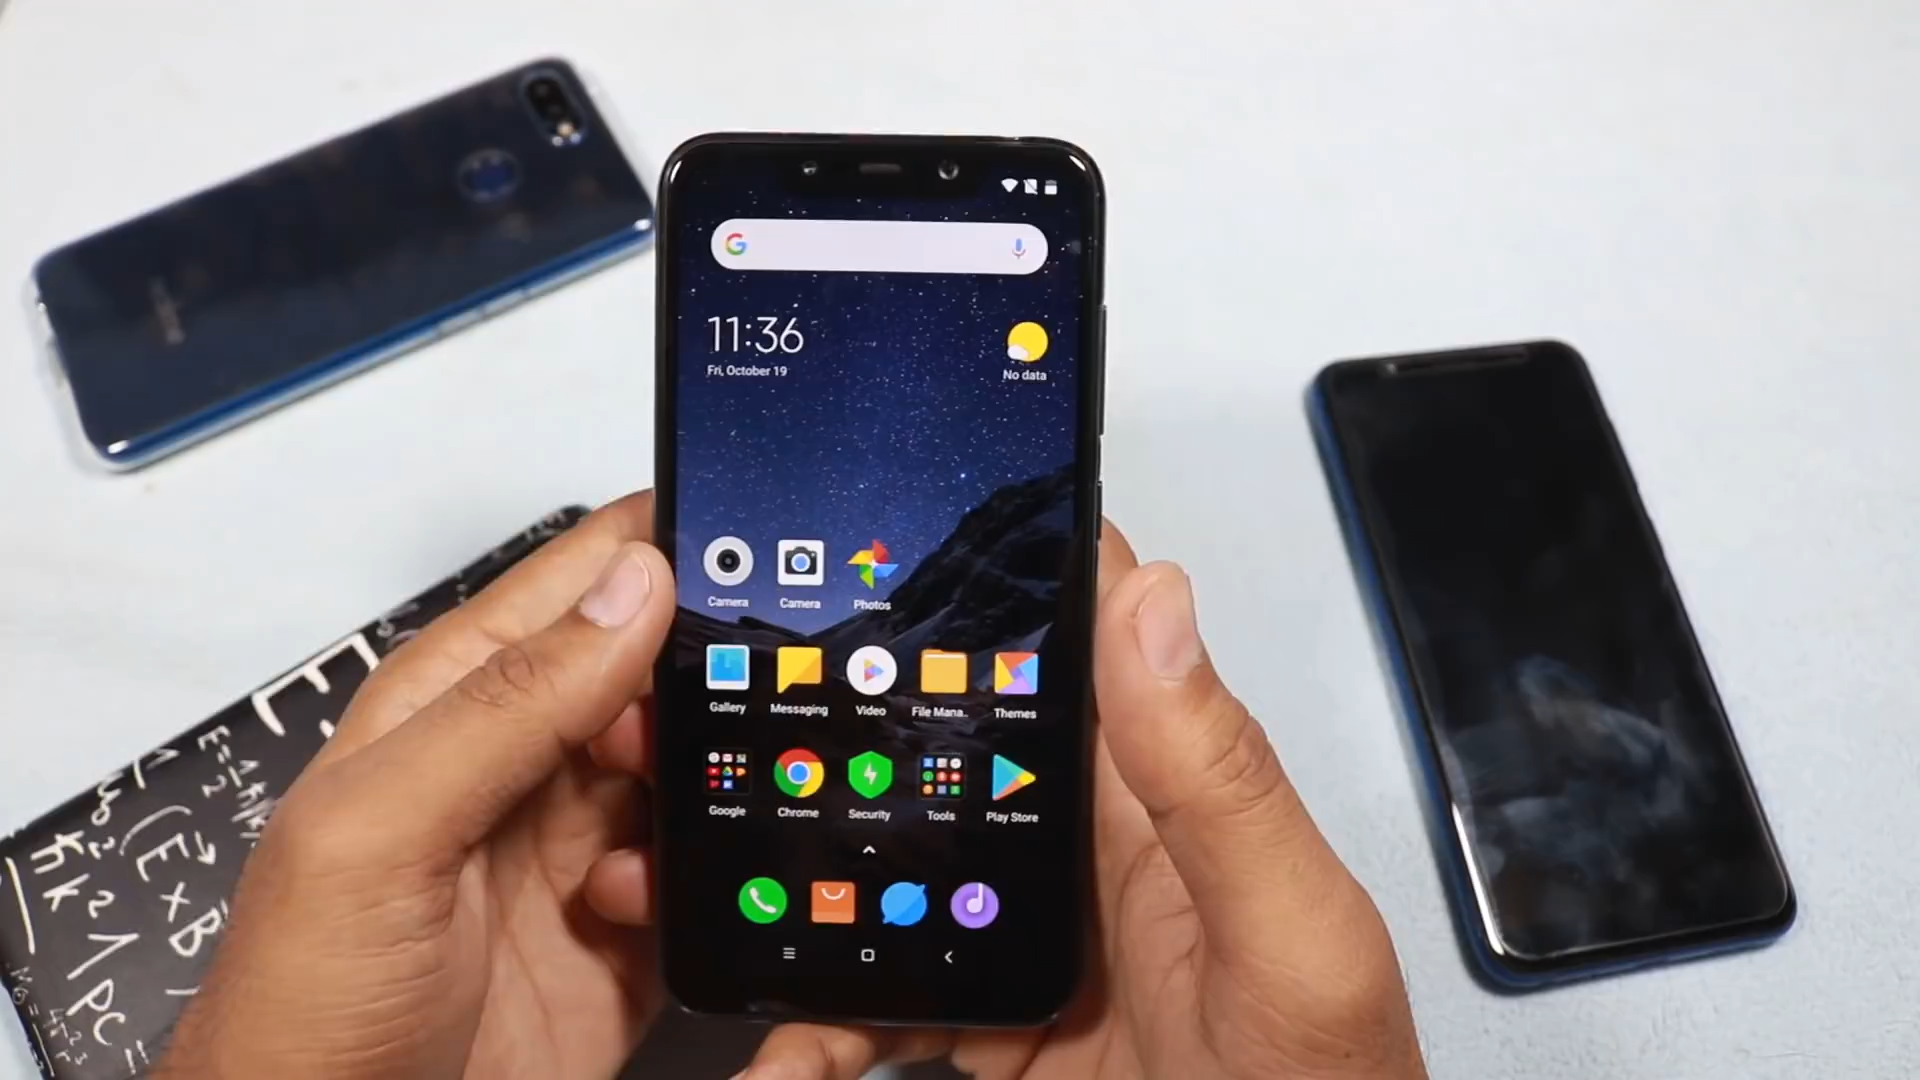 11:36
Fri, October 19
No data
Camera
Camera
Photos
Gallery
Messaging
Video
File Mana..
Themes
Google
Chrome
Security
Tools
Play Store